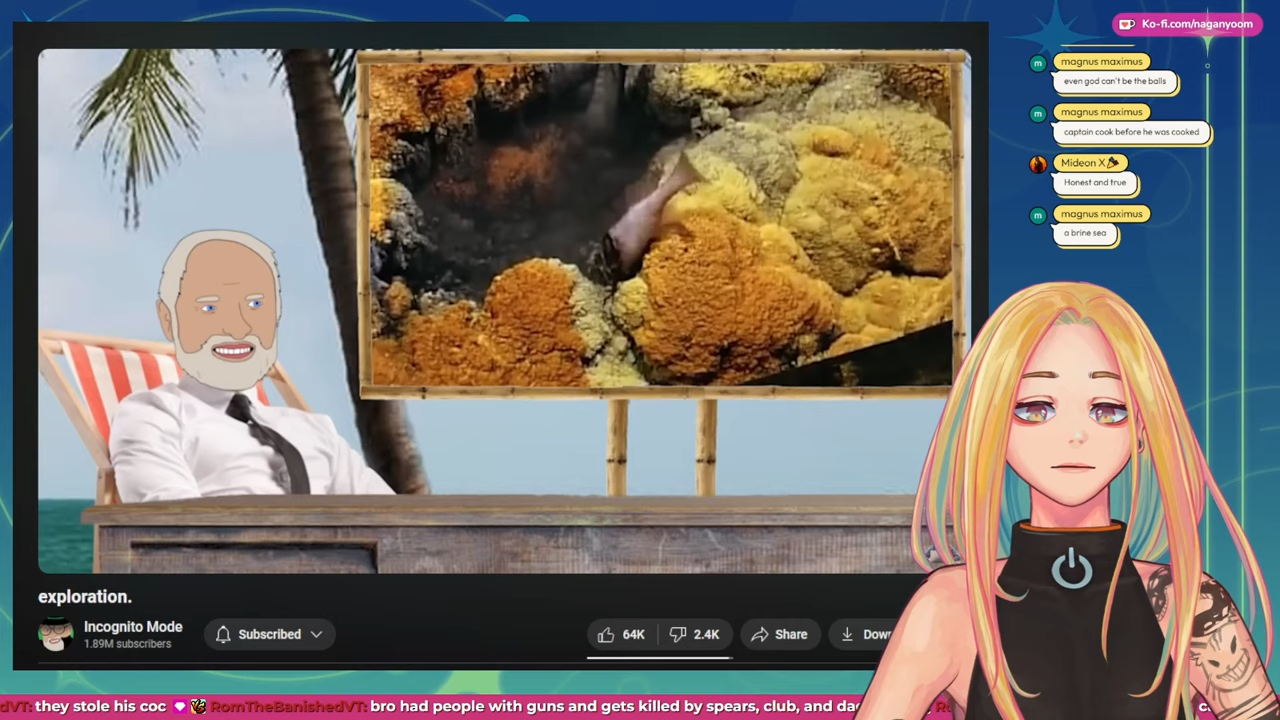 Ko-fi.com/naganyoom
magnus maximus
even god can't be the balls
magnus maximus
captain cook before he was cooked
Mideon X
Honest and true
magnus maximus
a brine sea
exploration.
Incognito Mode
1.89M subscribers
Subscribed
64K
2.4K
Share
dVT: they stole his coc RomTheBanishedVT: bro had people with guns and gets killed by spears, club, and